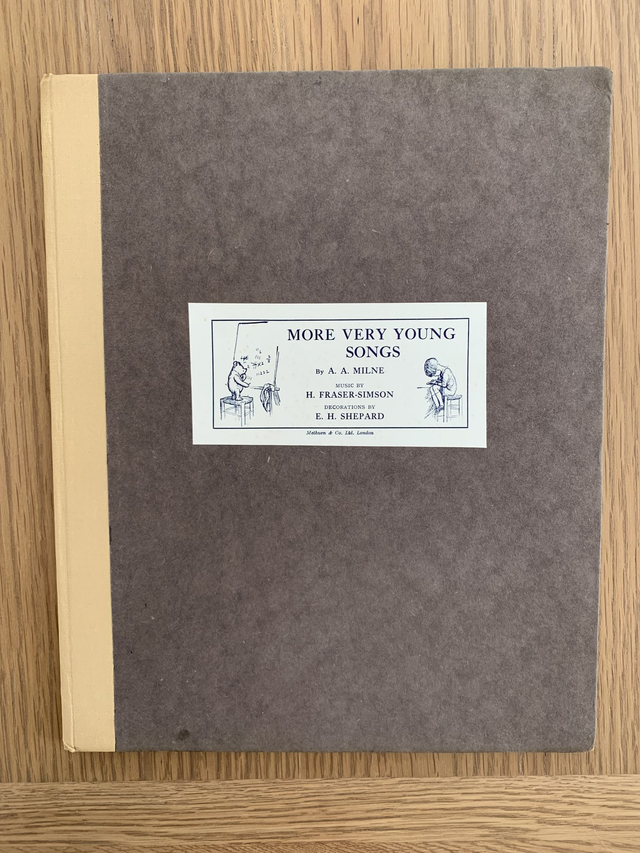 MORE VERY YOUNG
SONGS
By A. A. MILNE
MUSIC BY
H. FRASER-SIMSON
DECORATIONS BY
E. H. SHEPARD
Methuen & Co. Ltd. London